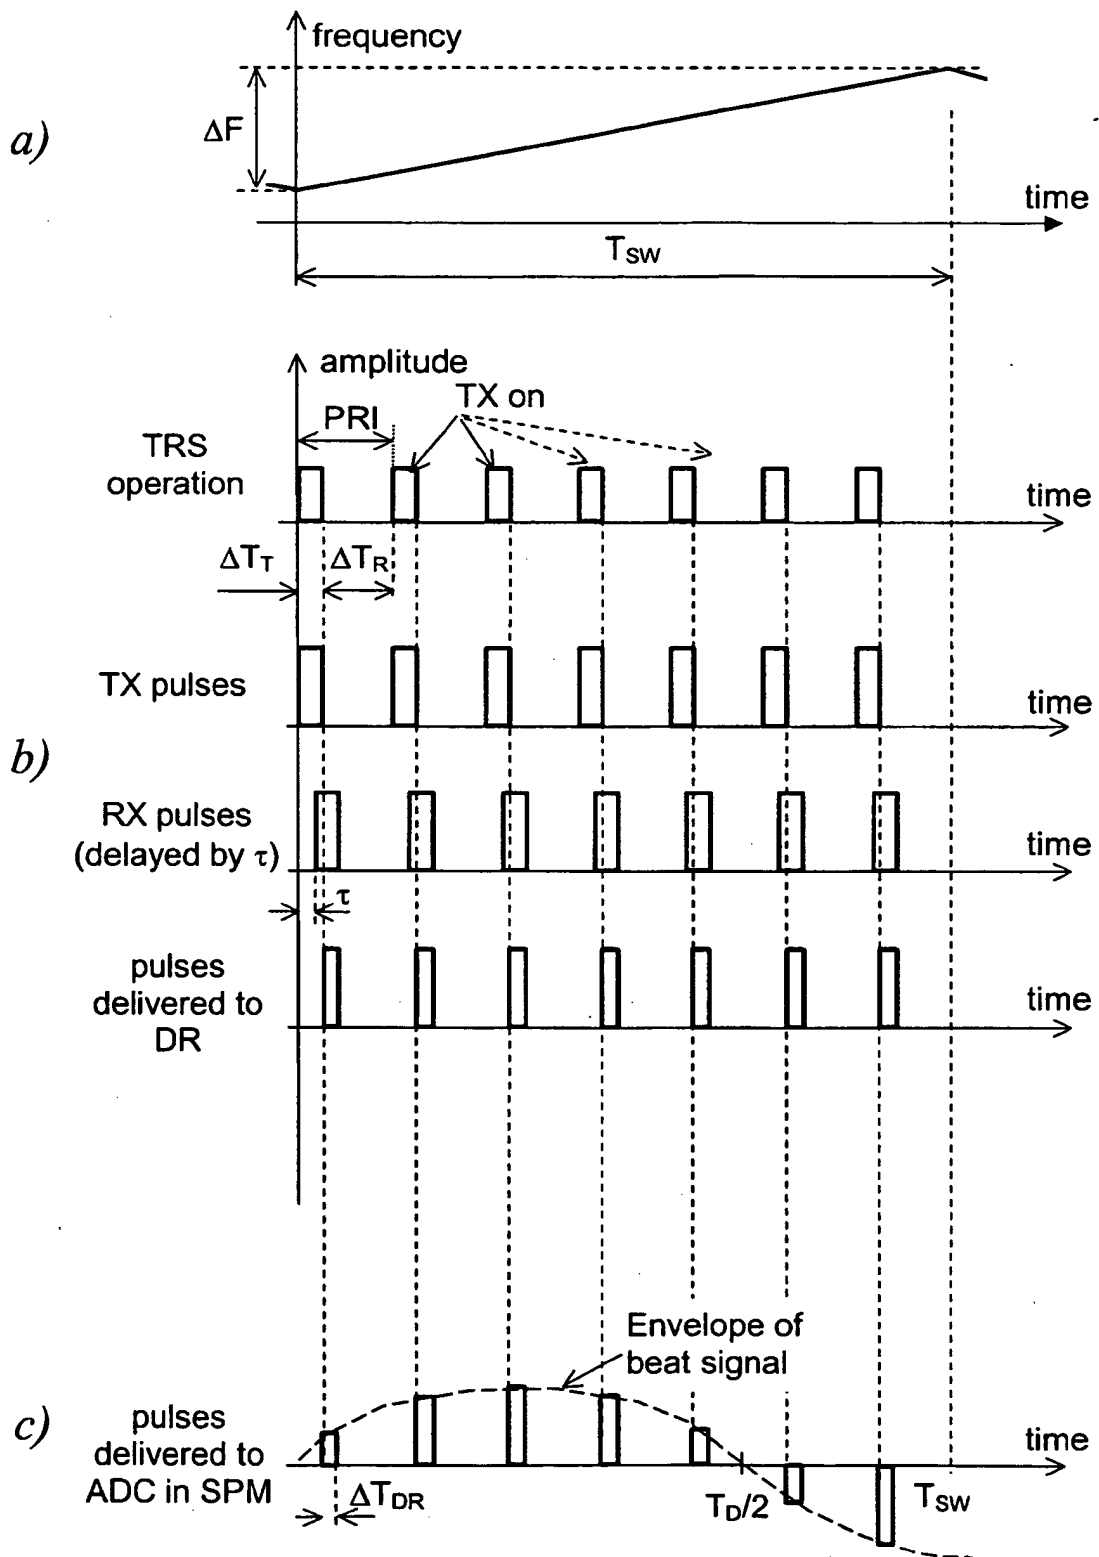 frequency
a)
ΔF
time
TSW
amplitude
TX on
PRI
TRS
operation
time
ΔTT
ΔTR
TX pulses
time
b)
RX pulses
(delayed by τ)
time
τ
pulses
delivered to
DR
time
Envelope of
beat signal
c)
pulses
delivered to
ADC in SPM
time
ΔTDR
TD/2
TSW